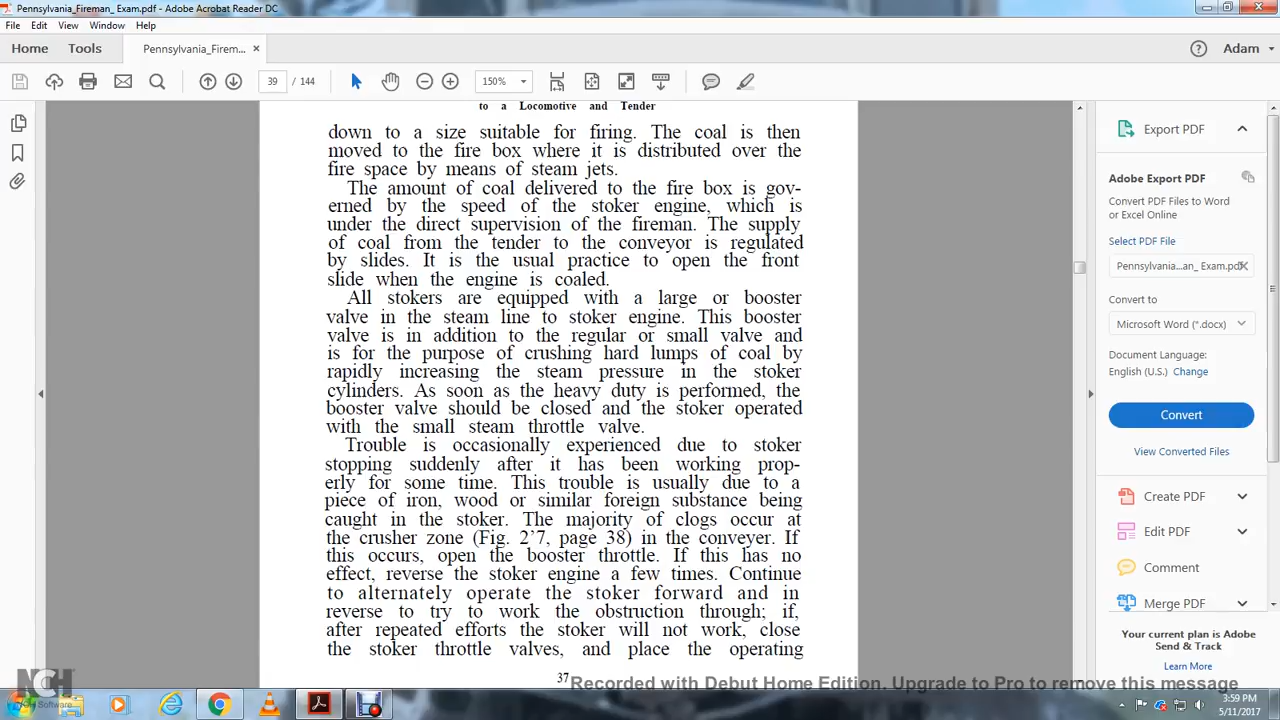 Pennsylvania_Fireman_ Exam.pdf - Adobe Acrobat Reader DC
File Edit View Window Help
Home Tools Pennsylvania_Firem... × Adam
39 / 144 150%
to a Locomotive and Tender
down to a size suitable for firing. The coal is then
moved to the fire box where it is distributed over the
fire space by means of steam jets.
The amount of coal delivered to the fire box is gov-
erned by the speed of the stoker engine, which is
under the direct supervision of the fireman. The supply
of coal from the tender to the conveyor is regulated
by slides. It is the usual practice to open the front
slide when the engine is coaled.
All stokers are equipped with a large or booster
valve in the steam line to stoker engine. This booster
valve is in addition to the regular or small valve and
is for the purpose of crushing hard lumps of coal by
rapidly increasing the steam pressure in the stoker
cylinders. As soon as the heavy duty is performed, the
booster valve should be closed and the stoker operated
with the small steam throttle valve.
Trouble is occasionally experienced due to stoker
stopping suddenly after it has been working prop-
erly for some time. This trouble is usually due to a
piece of iron, wood or similar foreign substance being
caught in the stoker. The majority of clogs occur at
the crusher zone (Fig. 2’7, page 38) in the conveyer. If
this occurs, open the booster throttle. If this has no
effect, reverse the stoker engine a few times. Continue
to alternately operate the stoker forward and in
reverse to try to work the obstruction through; if,
after repeated efforts the stoker will not work, close
the stoker throttle valves, and place the operating
37
Export PDF
Adobe Export PDF
Convert PDF Files to Word
or Excel Online
Select PDF File
Pennsylvania...an_ Exam.pdf
Convert to
Microsoft Word (*.docx)
Document Language:
English (U.S.) Change
Convert
View Converted Files
Create PDF
Edit PDF
Comment
Merge PDF
Your current plan is Adobe
Send & Track
Learn More
Recorded with Debut Home Edition. Upgrade to Pro to remove this message
NCH
Software
3:59 PM
5/11/2017